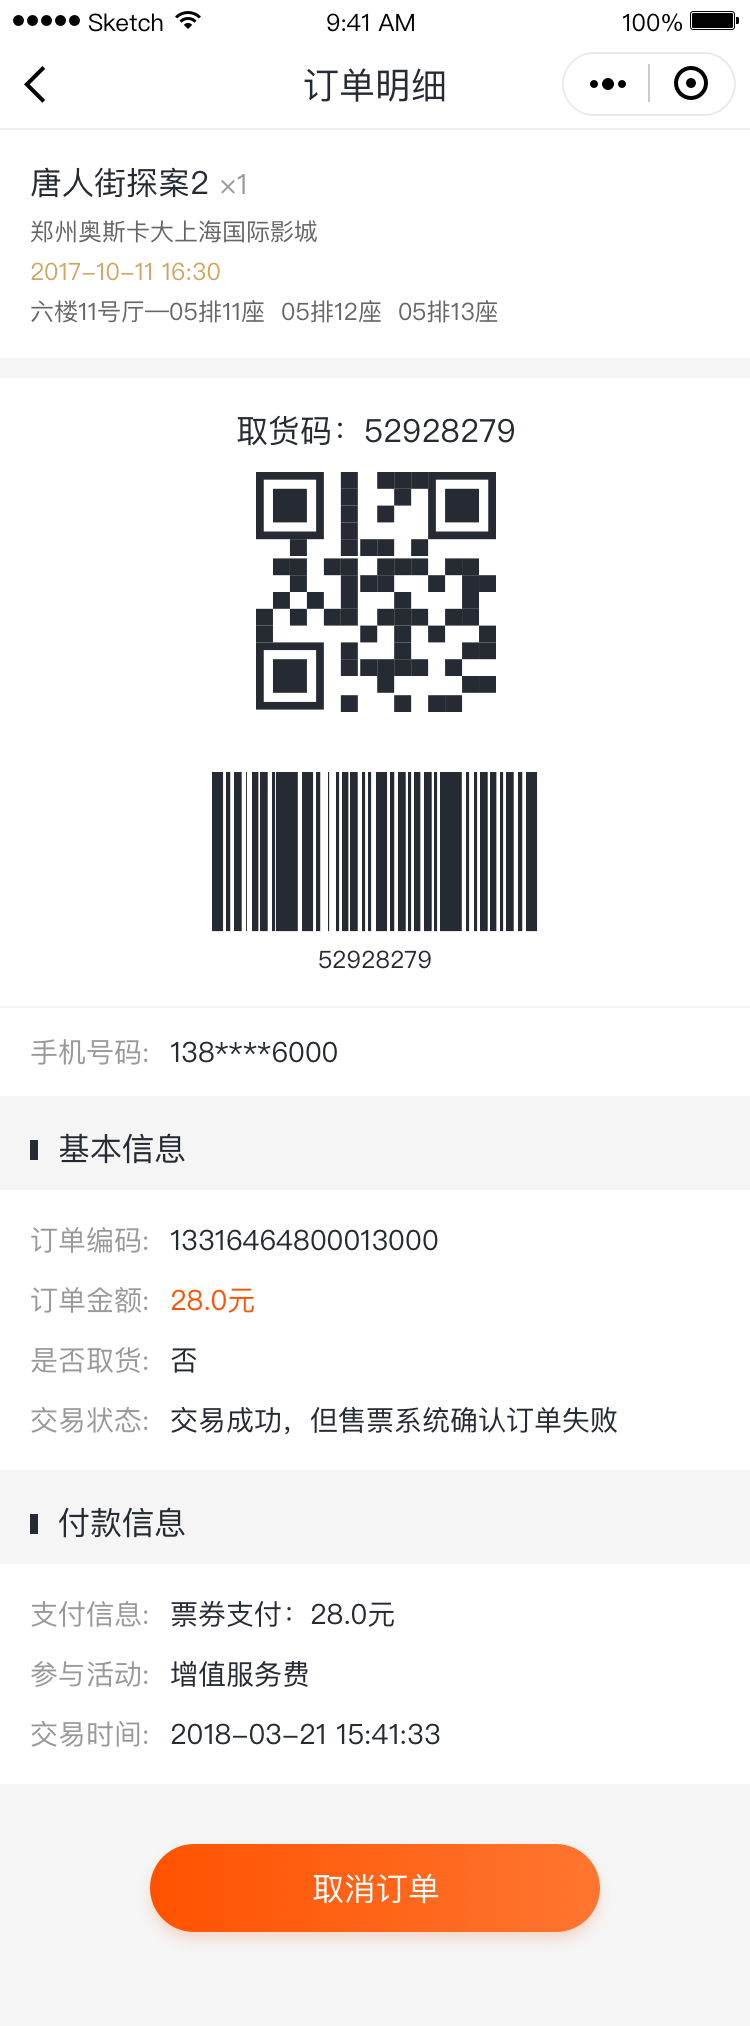 ●●●●● Sketch 9:41 AM 100%
订单明细
唐人街探案2 ×1
郑州奥斯卡大上海国际影城
2017-10-11 16:30
六楼11号厅—05排11座 05排12座 05排13座
取货码：52928279
52928279
手机号码: 138****6000
基本信息
订单编码: 13316464800013000
订单金额: 28.0元
是否取货: 否
交易状态: 交易成功，但售票系统确认订单失败
付款信息
支付信息: 票券支付：28.0元
参与活动: 增值服务费
交易时间: 2018-03-21 15:41:33
取消订单